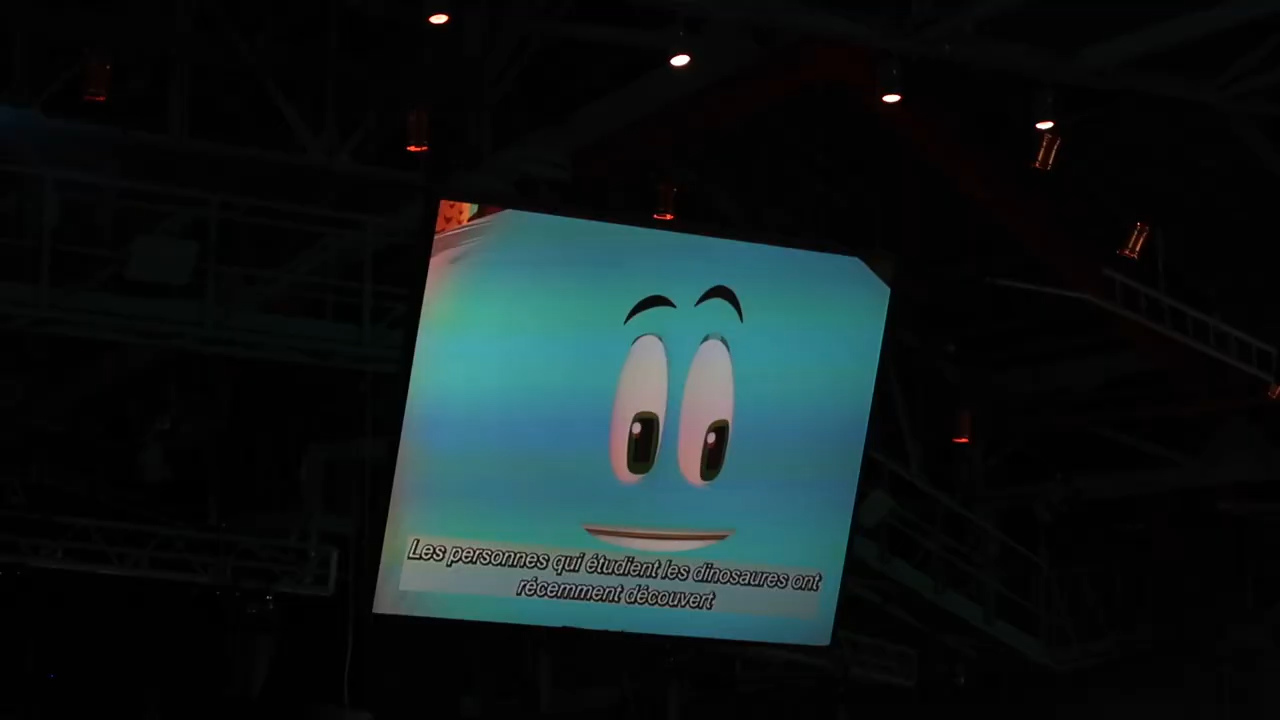 Les personnes qui étudient les dinosaures ont
récemment découvert